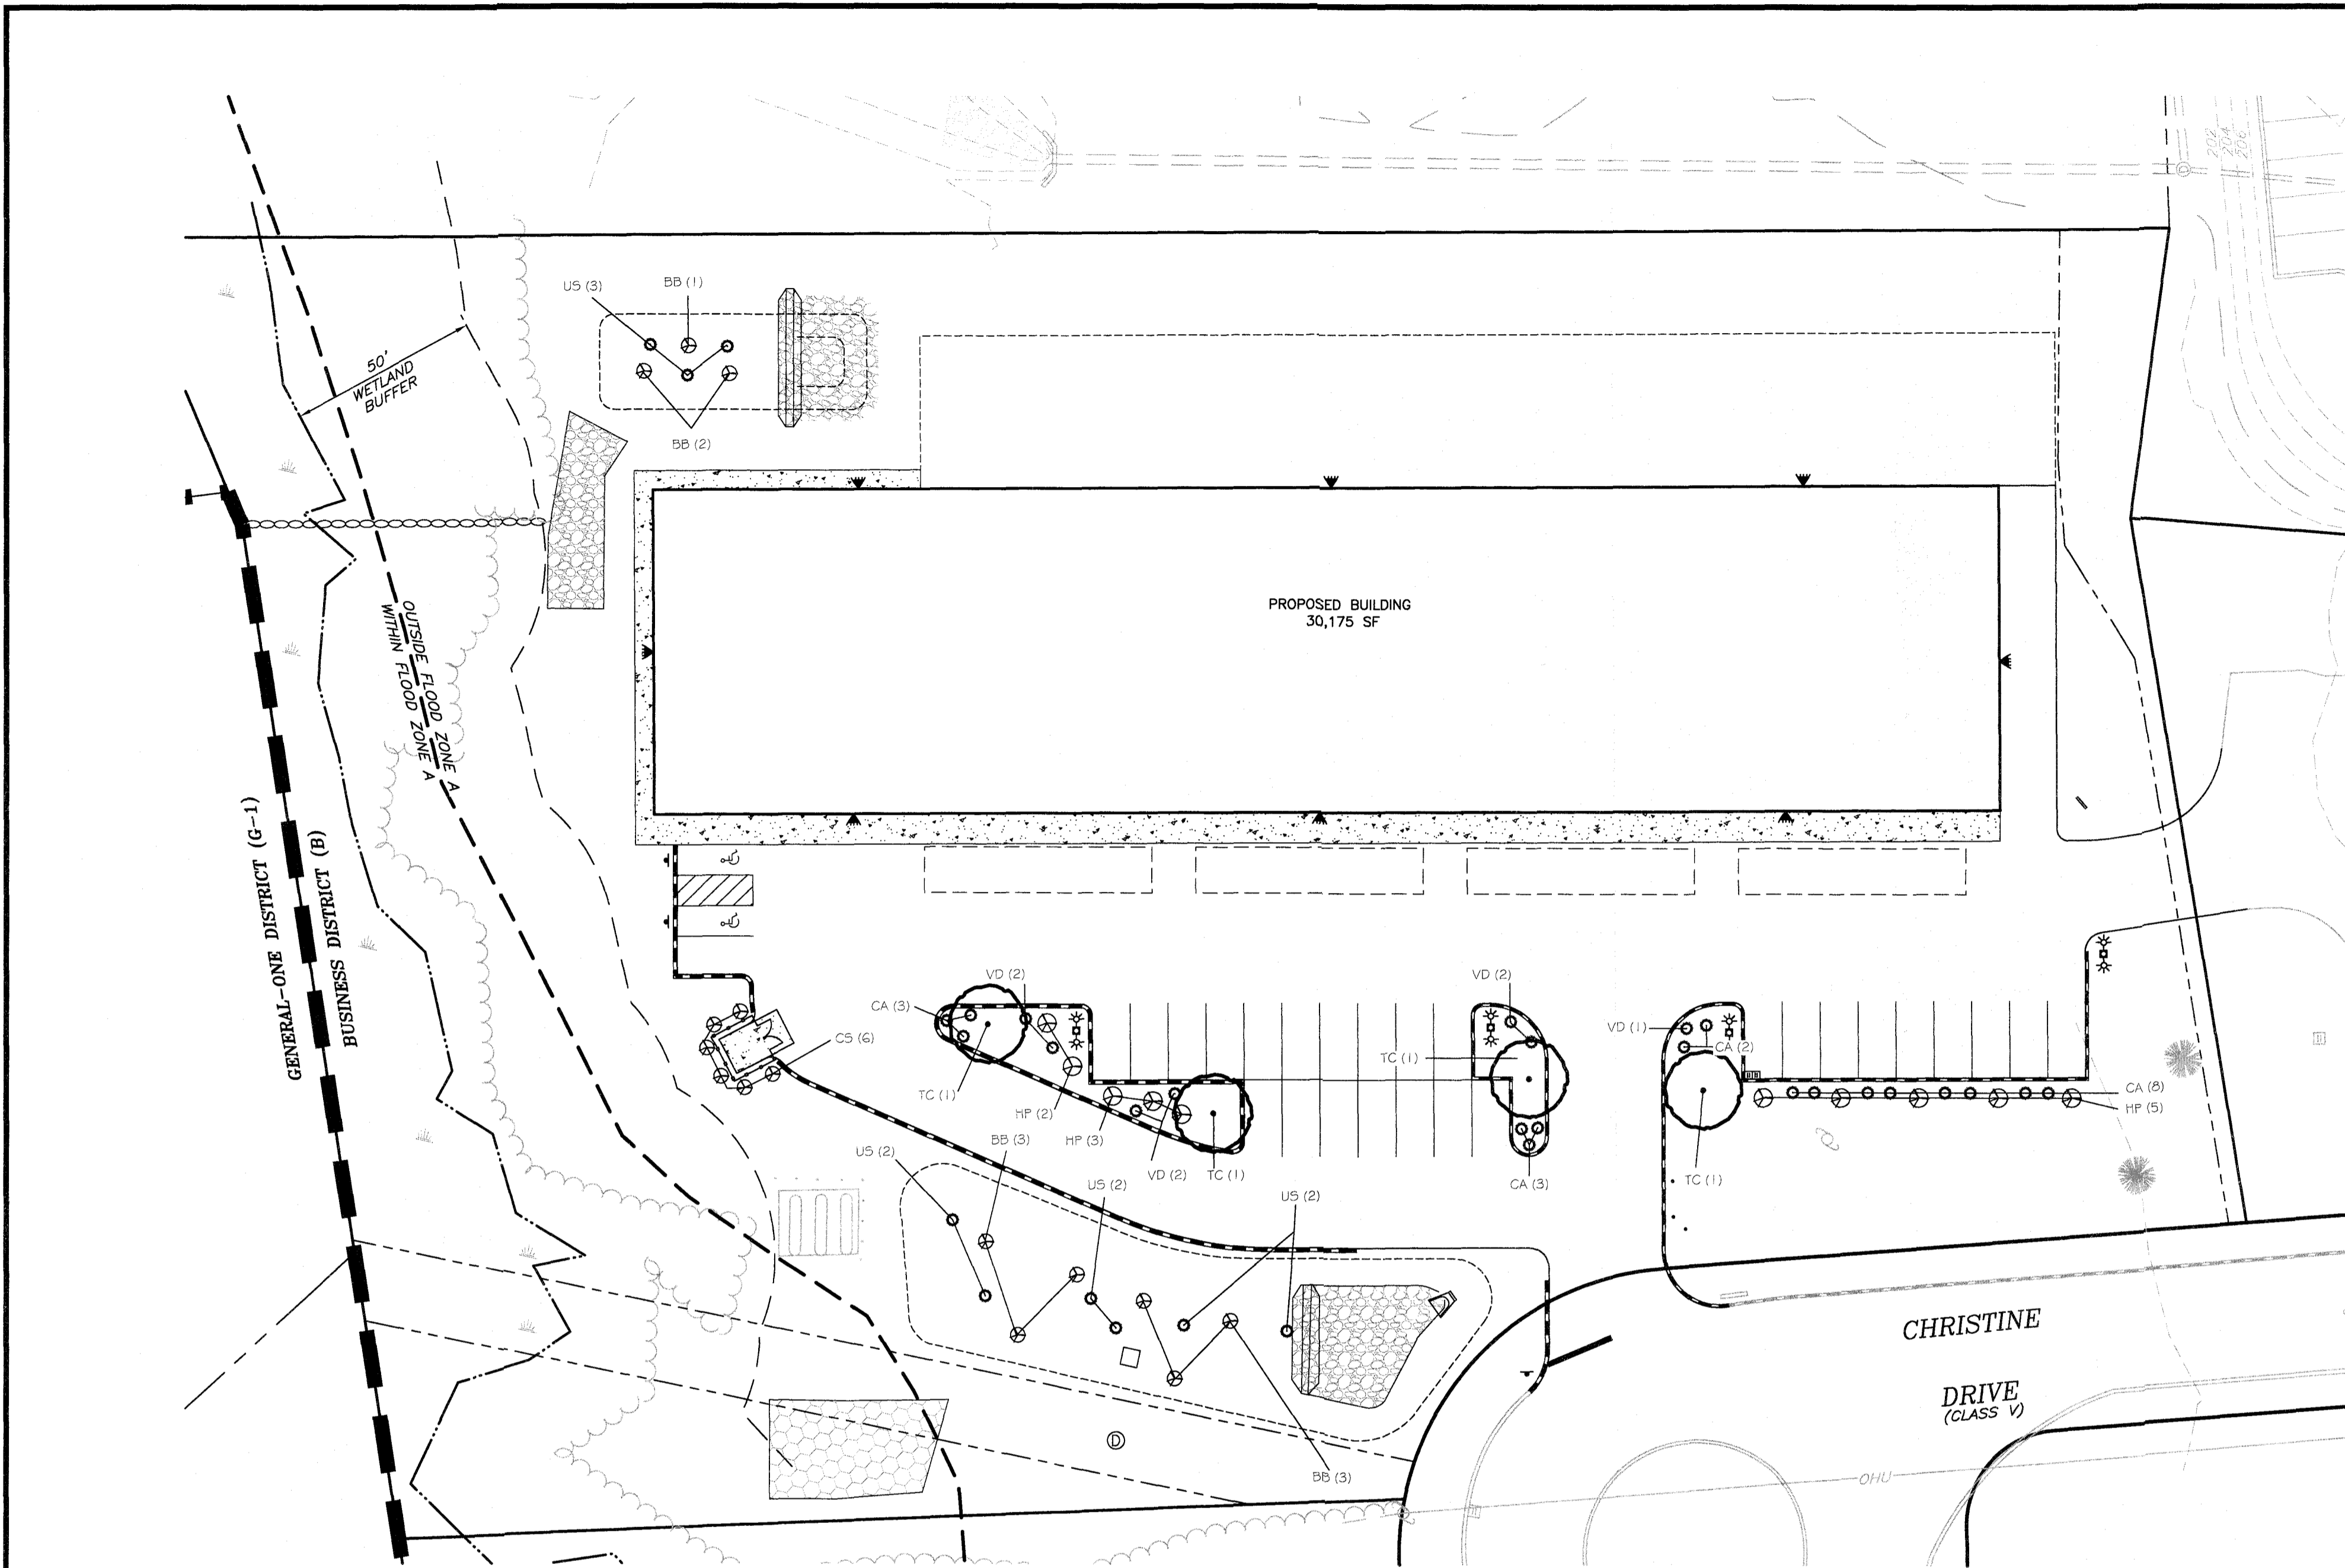 202
204
206
US (3)
BB (1)
50'
WETLAND
BUFFER
BB (2)
PROPOSED BUILDING
30,175 SF
OUTSIDE FLOOD ZONE A
WITHIN FLOOD ZONE A
GENERAL-ONE DISTRICT (G-1)
BUSINESS DISTRICT (B)
VD (2)
VD (2)
CA (3)
VD (1)
CS (6)
CA (2)
TC (1)
TC (1)
CA (8)
HP (2)
HP (5)
BB (3)
HP (3)
US (2)
VD (2)
TC (1)
TC (1)
CA (3)
US (2)
US (2)
CHRISTINE
DRIVE
(CLASS V)
D
BB (3)
OHU